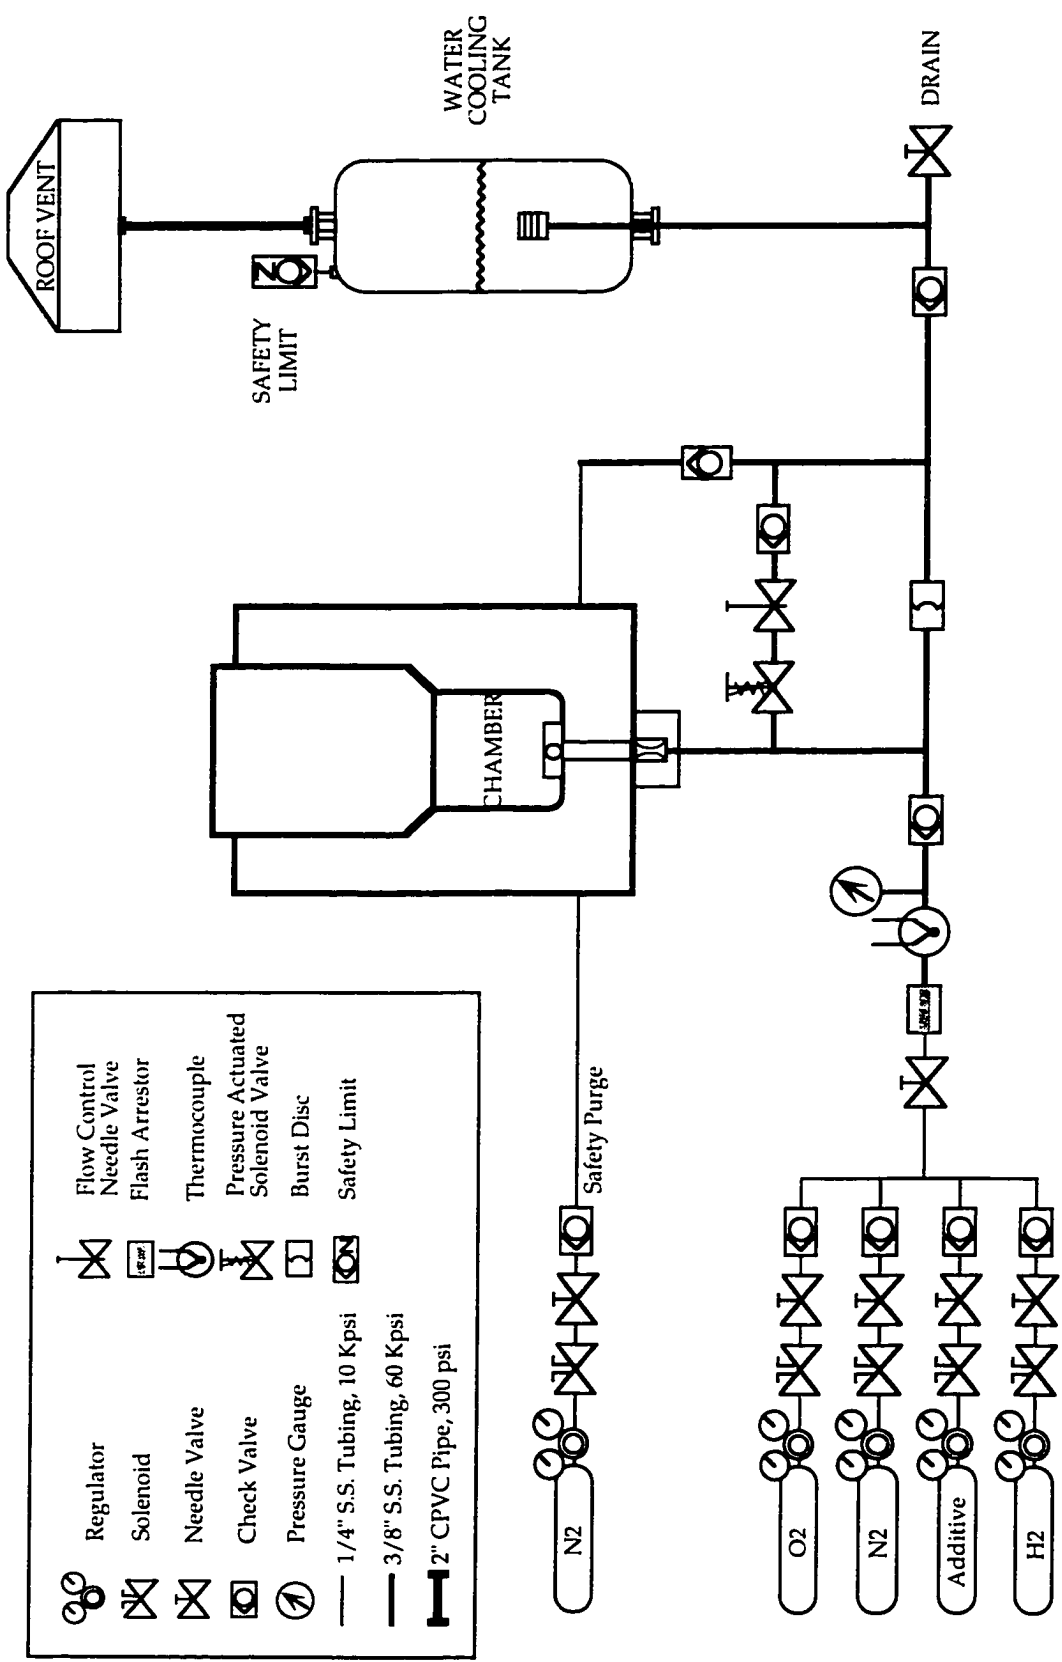 Regulator
Solenoid
Needle Valve
Check Valve
Pressure Gauge
1/4" S.S. Tubing, 10 Kpsi
3/8" S.S. Tubing, 60 Kpsi
2" CPVC Pipe, 300 psi
Flow Control
Needle Valve
Flash Arrestor
Thermocouple
Pressure Actuated
Solenoid Valve
Burst Disc
Safety Limit
ROOF VENT
SAFETY
LIMIT
WATER
COOLING
TANK
CHAMBER
N2
Safety Purge
O2
N2
Additive
H2
DRAIN